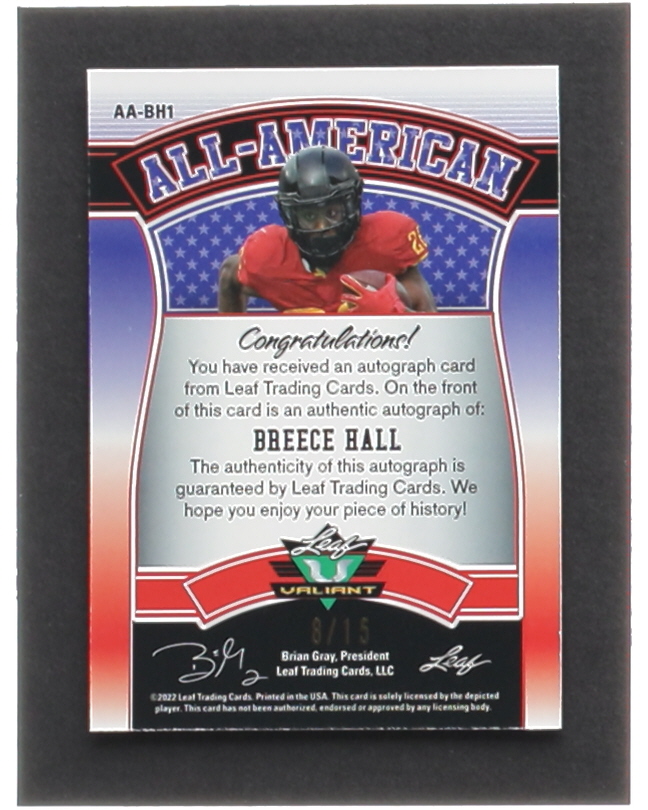 AA-BH1
ALL-AMERICAN
2
Congratulations!
You have received an autograph card
from Leaf Trading Cards. On the front
of this card is an authentic autograph of:
BREECE HALL
The authenticity of this autograph is
guaranteed by Leaf Trading Cards. We
hope you enjoy your piece of history!
Leaf
VALIANT
8/15
Brian Gray, President
Leaf Trading Cards, LLC
Leaf
©2022 Leaf Trading Cards. Printed in the USA. This card is solely licensed by the depicted
player. This card has not been authorized, endorsed or approved by any licensing body.